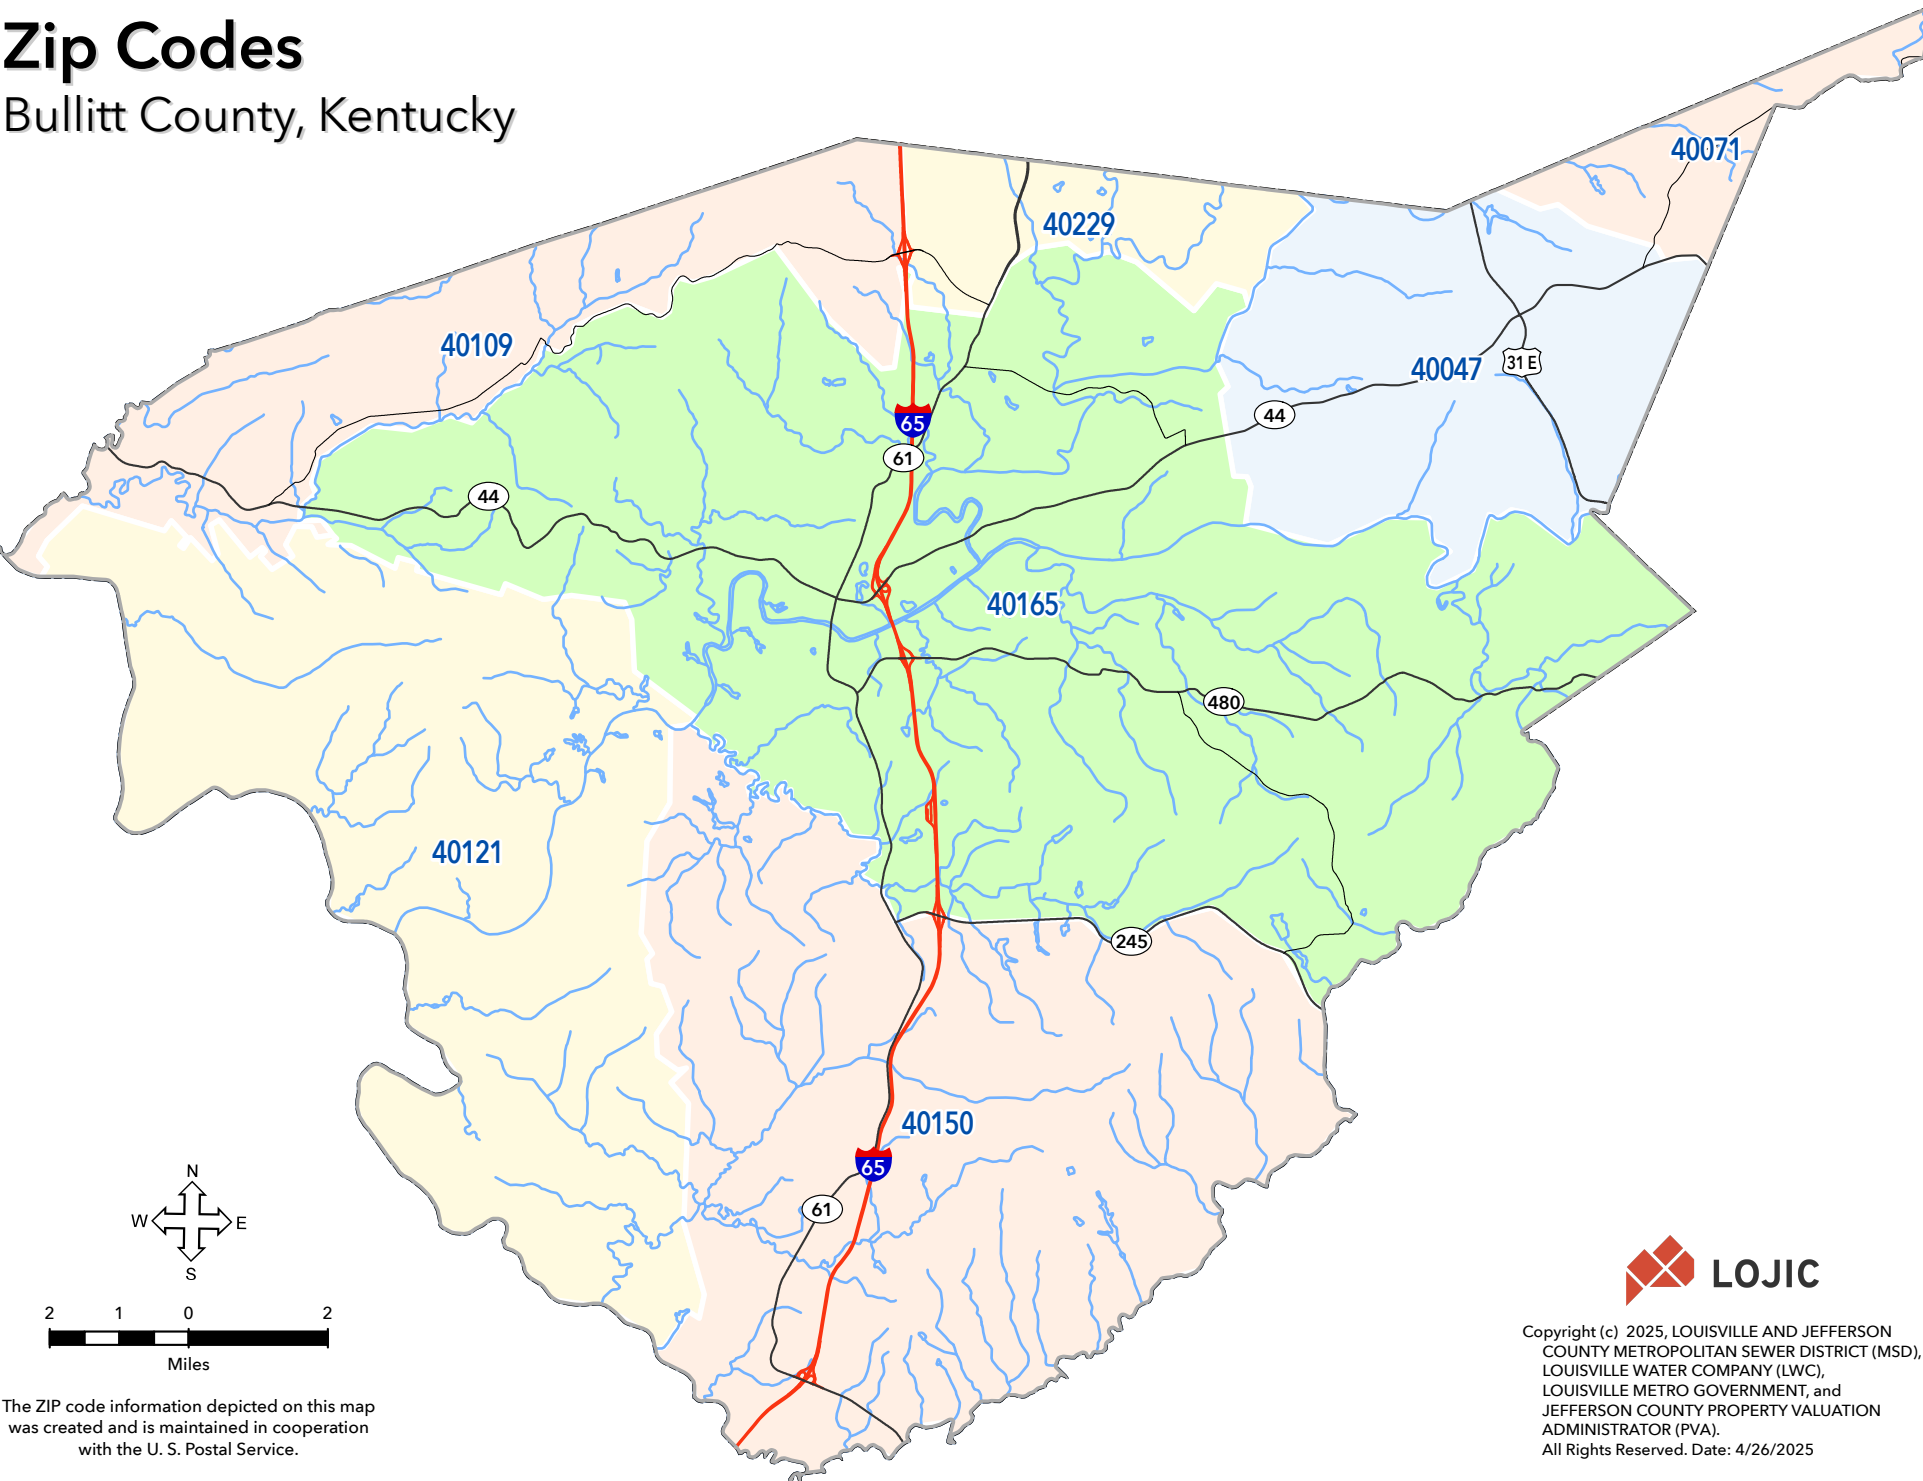 Zip Codes
Bullitt County, Kentucky
40071
40229
40109
40047
31 E
44
65
61
44
40165
480
40121
245
40150
65
61
N
W E
S
2 1 0 2
Miles
The ZIP code information depicted on this map
was created and is maintained in cooperation
with the U. S. Postal Service.
LOJIC
Copyright (c) 2025, LOUISVILLE AND JEFFERSON
COUNTY METROPOLITAN SEWER DISTRICT (MSD),
LOUISVILLE WATER COMPANY (LWC),
LOUISVILLE METRO GOVERNMENT, and
JEFFERSON COUNTY PROPERTY VALUATION
ADMINISTRATOR (PVA).
All Rights Reserved. Date: 4/26/2025